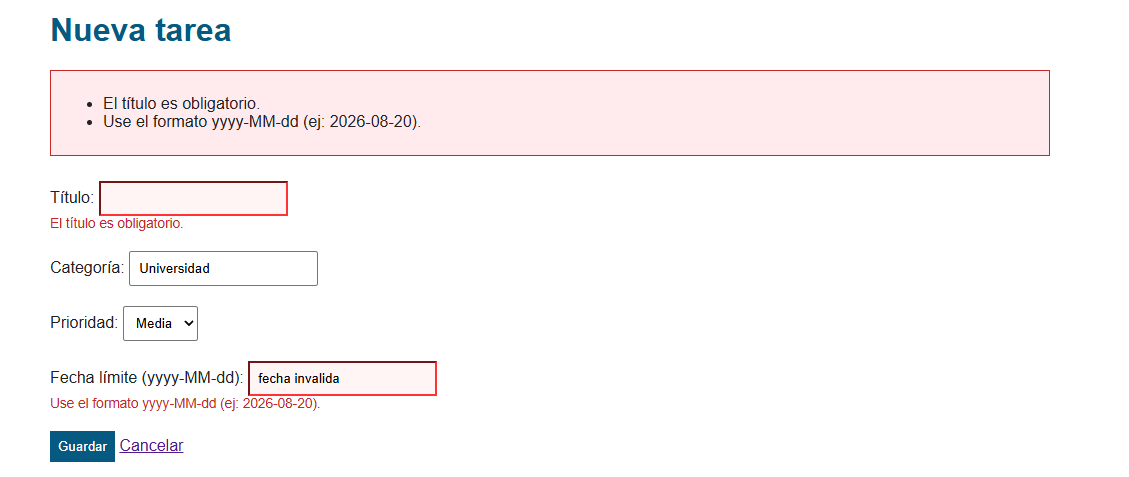 Nueva tarea
El título es obligatorio.
Use el formato yyyy-MM-dd (ej: 2026-08-20).
Título:
El título es obligatorio.
Categoría: Universidad
Prioridad: Media
Fecha límite (yyyy-MM-dd): fecha invalida
Use el formato yyyy-MM-dd (ej: 2026-08-20).
Guardar Cancelar